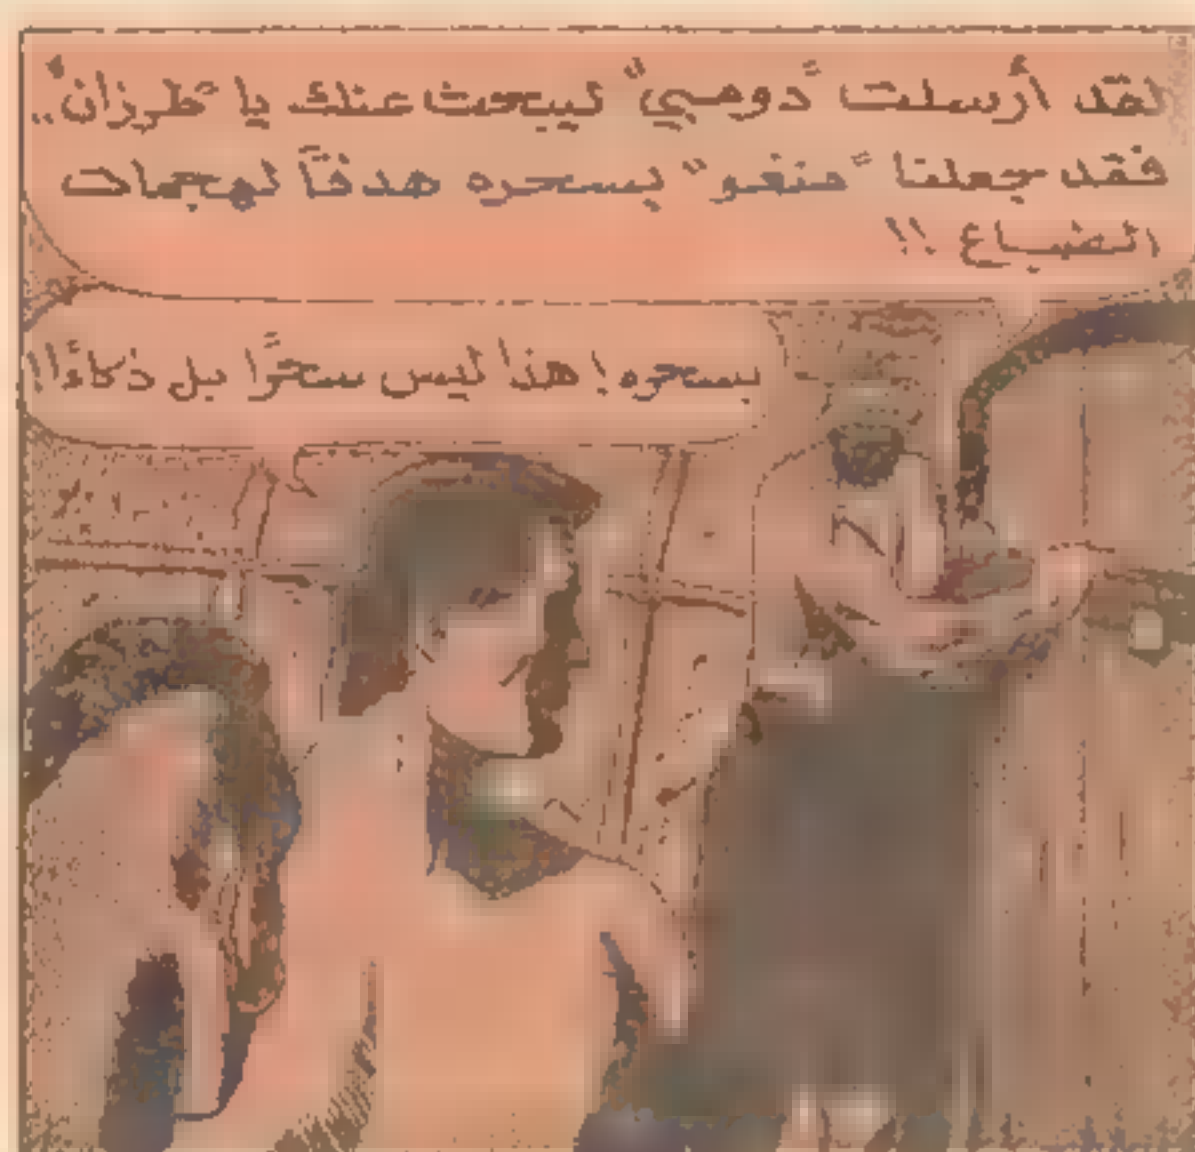 لقد أرسلت "دومبي" ليبحث عنك يا "طرزان"..
فقد جعلنا "منغو" بسحره هدفاً لهجمات
الضباع !!
بسحره! هذا ليس سحرًا بل ذكاءً!!